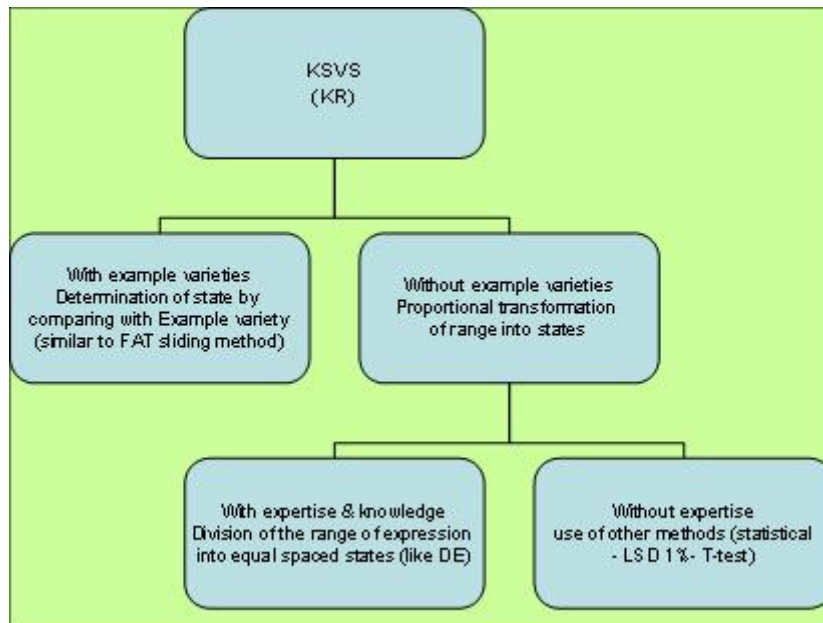 KSVS
(KR)
With example varieties
Determination of state by
comparing with Example variety
(similar to FAT sliding method)
Without example varieties
Proportional transformation
of range into states
With expertise & knowledge
Division of the range of expression
into equal spaced states (like DE)
Without expertise
use of other methods (statistical
- LSD 1%- T-test)